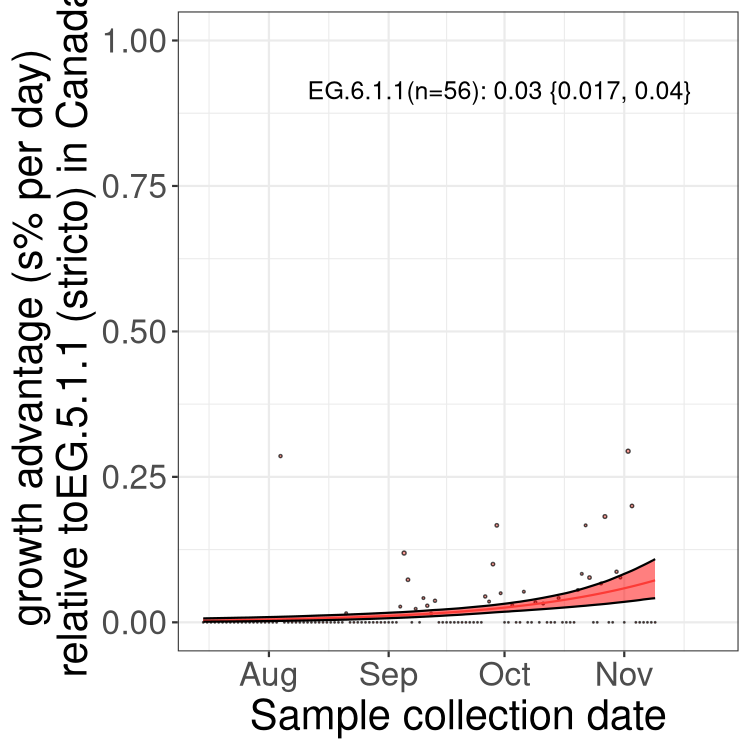 growth advantage (s% per day)
relative toEG.5.1.1 (stricto) in Canada
1.00
0.75
0.50
0.25
0.00
EG.6.1.1(n=56): 0.03 {0.017, 0.04}
Aug Sep Oct Nov
Sample collection date